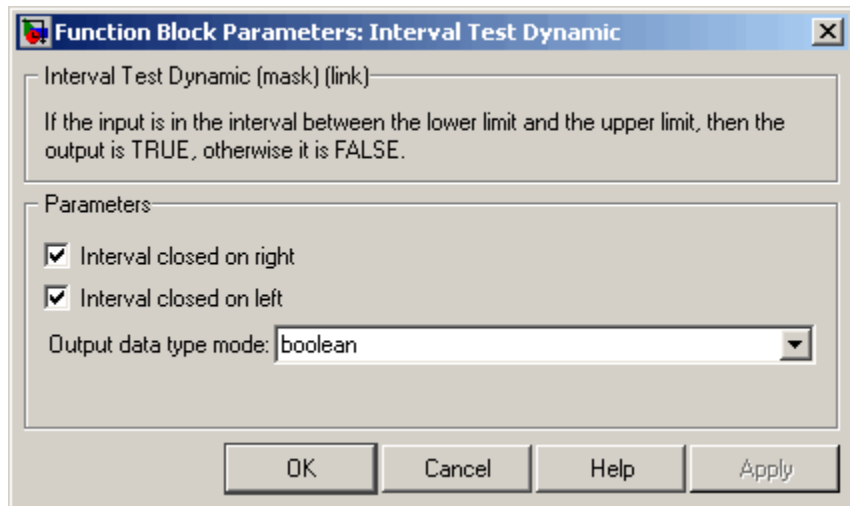 Function Block Parameters: Interval Test Dynamic
Interval Test Dynamic (mask) (link)
If the input is in the interval between the lower limit and the upper limit, then the
output is TRUE, otherwise it is FALSE.
Parameters
Interval closed on right
Interval closed on left
Output data type mode: boolean
OK Cancel Help Apply